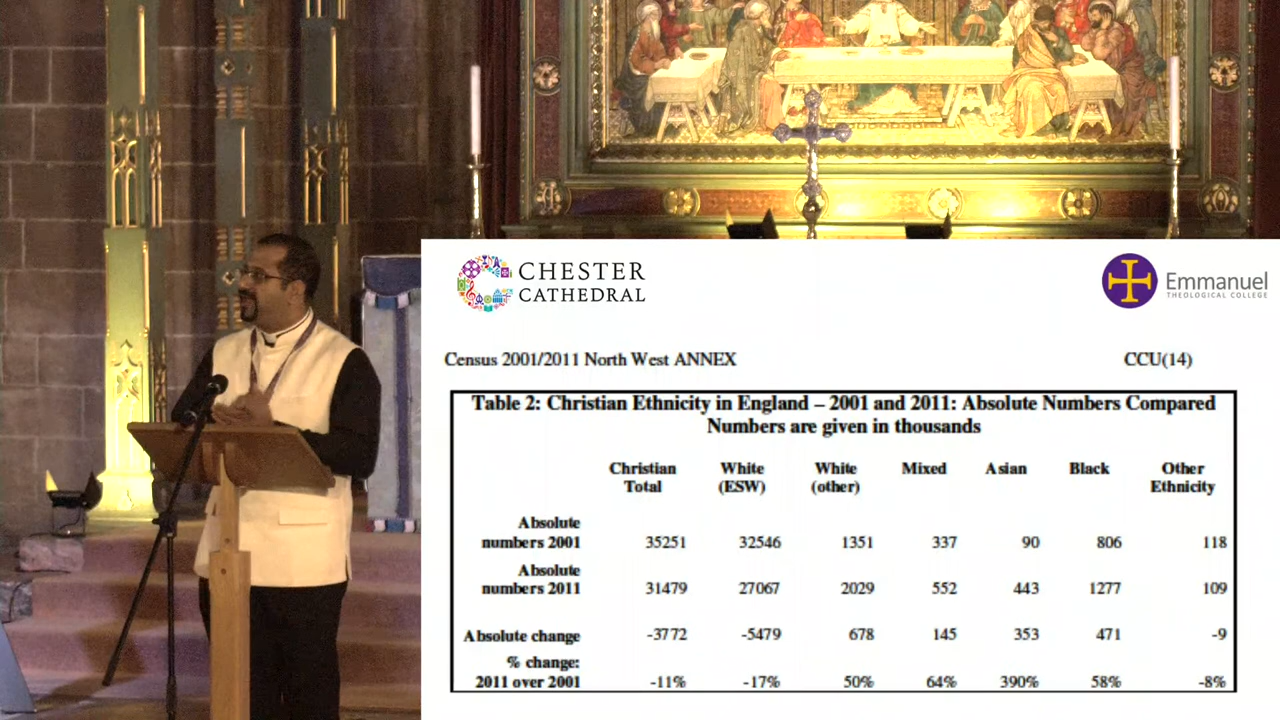 CHESTER
CATHEDRAL
Emmanuel
THEOLOGICAL COLLEGE
Census 2001/2011 North West ANNEX CCU(14)
Table 2: Christian Ethnicity in England – 2001 and 2011: Absolute Numbers Compared
Numbers are given in thousands
Christian White White Mixed Asian Black Other
Total (ESW) (other) Ethnicity
Absolute
numbers 2001 35251 32546 1351 337 90 806 118
Absolute
numbers 2011 31479 27067 2029 552 443 1277 109
Absolute change -3772 -5479 678 145 353 471 -9
% change:
2011 over 2001 -11% -17% 50% 64% 390% 58% -8%